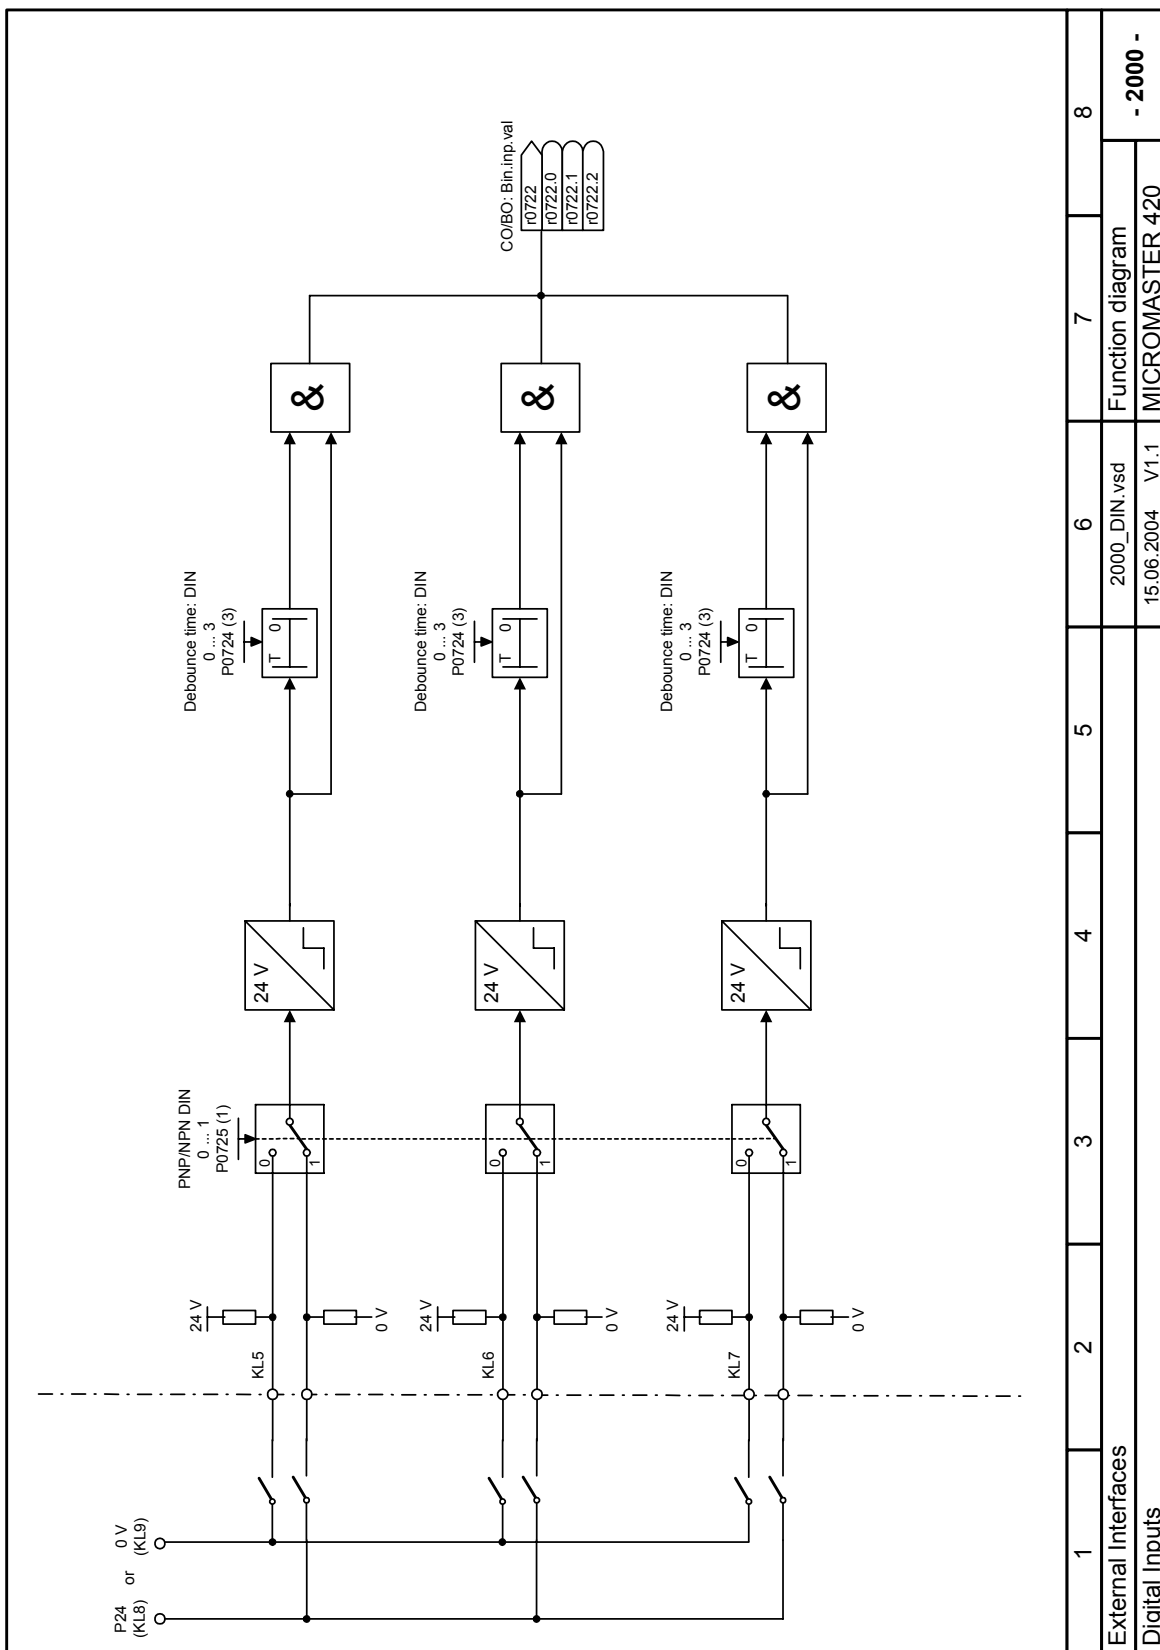 P24
(KL8)
or
0 V
(KL9)
KL5
24 V
0 V
PNP/NPN DIN
0 ... 1
P0725 (1)
0
1
24 V
Debounce time: DIN
0 ... 3
P0724 (3)
T 0
&
KL6
24 V
0 V
0
1
24 V
Debounce time: DIN
0 ... 3
P0724 (3)
T 0
&
CO/BO: Bin.inp.val
r0722
r0722.0
r0722.1
r0722.2
KL7
24 V
0 V
0
1
24 V
Debounce time: DIN
0 ... 3
P0724 (3)
T 0
&
1 2 3 4 5 6 7 8
External Interfaces
2000_DIN.vsd
Function diagram
- 2000 -
Digital Inputs
15.06.2004 V1.1
MICROMASTER 420